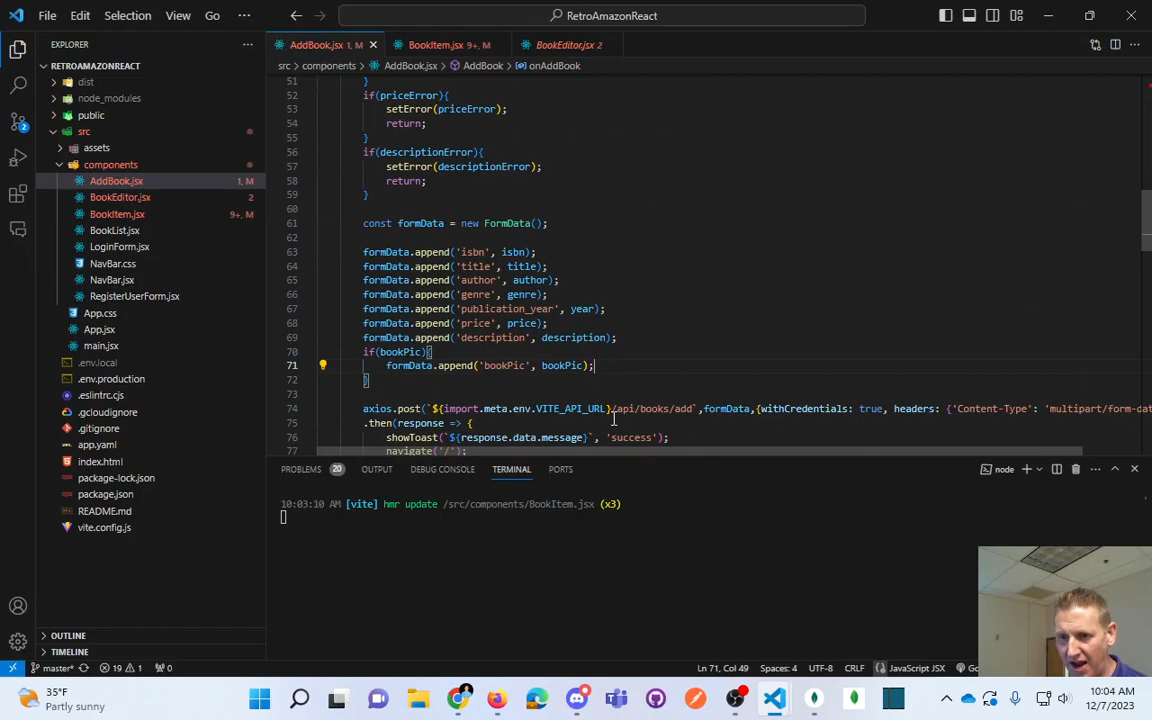 File Edit Selection View Go ···
RetroAmazonReact
EXPLORER
RETROAMAZONREACT
dist
node_modules
public
src
assets
components
AddBook.jsx 1, M
BookEditor.jsx 2
BookItem.jsx 9+, M
BookList.jsx
LoginForm.jsx
NavBar.css
NavBar.jsx
RegisterUserForm.jsx
App.css
App.jsx
main.jsx
.env.local
.env.production
.eslintrc.cjs
.gcloudignore
.gitignore
app.yaml
index.html
package-lock.json
package.json
README.md
vite.config.js
OUTLINE
TIMELINE
AddBook.jsx 1, M
BookItem.jsx 9+, M
BookEditor.jsx 2
src > components > AddBook.jsx > AddBook > onAddBook
51 }
52 if(priceError){
53 setError(priceError);
54 return;
55 }
56 if(descriptionError){
57 setError(descriptionError);
58 return;
59 }
60
61 const formData = new FormData();
62
63 formData.append('isbn', isbn);
64 formData.append('title', title);
65 formData.append('author', author);
66 formData.append('genre', genre);
67 formData.append('publication_year', year);
68 formData.append('price', price);
69 formData.append('description', description);
70 if(bookPic){
71 formData.append('bookPic', bookPic);
72 }
73
74 axios.post(`${import.meta.env.VITE_API_URL}/api/books/add`,formData,{withCredentials: true, headers: {'Content-Type': 'multipart/form-dat
75 .then(response => {
76 showToast(`${response.data.message}`, 'success');
77 navigate('/');
PROBLEMS 20 OUTPUT DEBUG CONSOLE TERMINAL PORTS
node
10:03:10 AM [vite] hmr update /src/components/BookItem.jsx (x3)
master* 19 1 0
Ln 71, Col 49 Spaces: 4 UTF-8 CRLF JavaScript JSX Go
35°F
Partly sunny
10:04 AM
12/7/2023